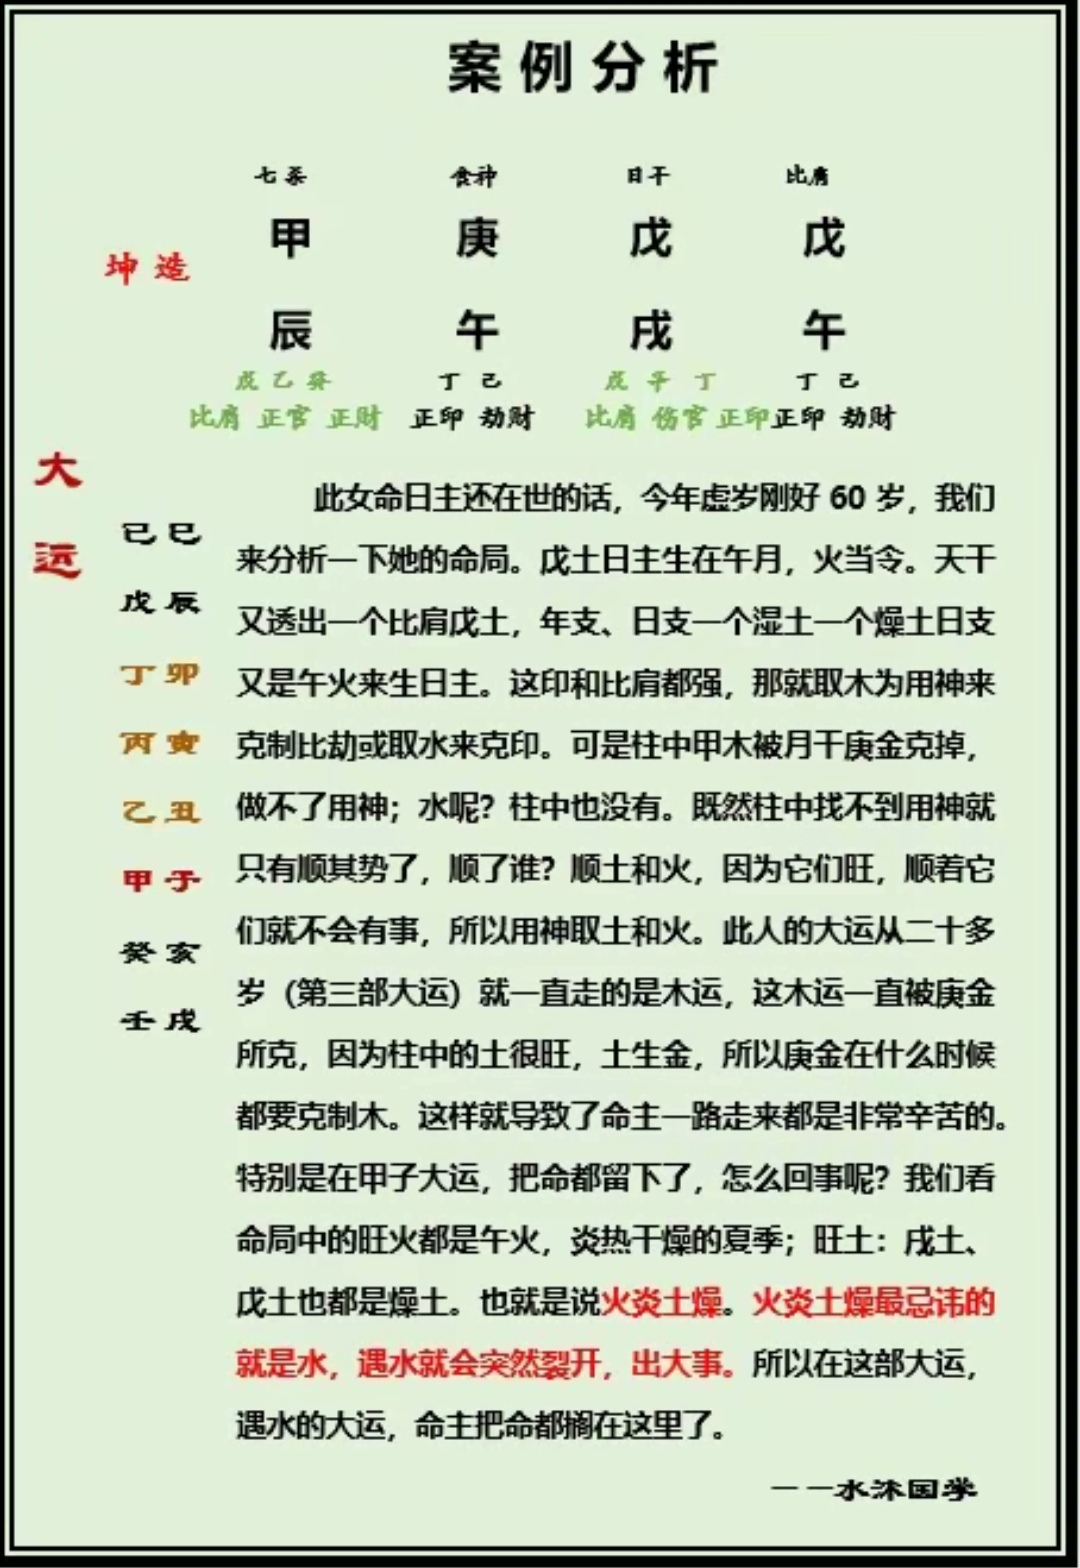 案例分析
七杀 食神 日干 比肩
坤造 甲 庚 戊 戊
辰 午 戌 午
戊乙癸 丁己 戊辛丁 丁己
比肩 正官 正财 正印 劫财 比肩 伤官 正印 正印 劫财
大运
己巳
戊辰
丁卯
丙寅
乙丑
甲子
癸亥
壬戌
此女命日主还在世的话，今年虚岁刚好 60 岁，我们
来分析一下她的命局。戊土日主生在午月，火当令。天干
又透出一个比肩戊土，年支、日支一个湿土一个燥土日支
又是午火来生日主。这印和比肩都强，那就取木为用神来
克制比劫或取水来克印。可是柱中甲木被月干庚金克掉，
做不了用神；水呢？柱中也没有。既然柱中找不到用神就
只有顺其势了，顺了谁？顺土和火，因为它们旺，顺着它
们就不会有事，所以用神取土和火。此人的大运从二十多
岁（第三部大运）就一直走的是木运，这木运一直被庚金
所克，因为柱中的土很旺，土生金，所以庚金在什么时候
都要克制木。这样就导致了命主一路走来都是非常辛苦的。
特别是在甲子大运，把命都留下了，怎么回事呢？我们看
命局中的旺火都是午火，炎热干燥的夏季；旺土：戌土、
戊土也都是燥土。也就是说火炎土燥。火炎土燥最忌讳的
就是水，遇水就会突然裂开，出大事。所以在这部大运，
遇水的大运，命主把命都搁在这里了。
——水沐国学